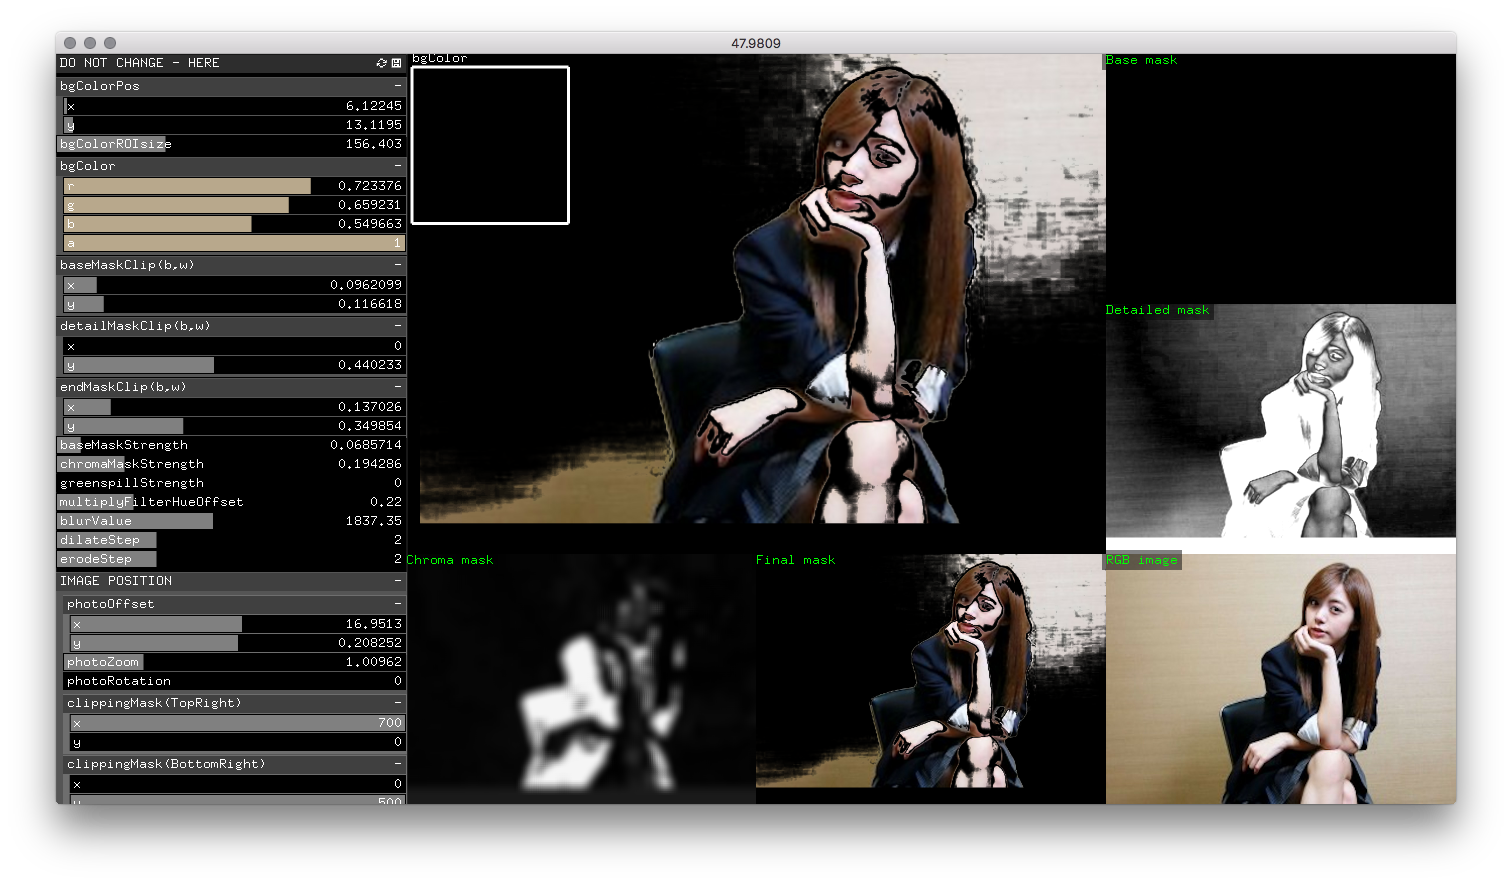 47.9809
DO NOT CHANGE - HERE
bgColorPos -
x 6.12245
y 13.1195
bgColorROIsize 156.403
bgColor -
r 0.723376
g 0.659231
b 0.549663
a 1
baseMaskClip(b,w) -
x 0.0962099
y 0.116618
detailMaskClip(b,w) -
x 0
y 0.440233
endMaskClip(b,w) -
x 0.137026
y 0.349854
baseMaskStrength 0.0685714
chromaMaskStrength 0.194286
greenspillStrength 0
multiplyFilterHueOffset 0.22
blurValue 1837.35
dilateStep 2
erodeStep 2
IMAGE POSITION -
photoOffset -
x 16.9513
y 0.208252
photoZoom 1.00962
photoRotation 0
clippingMask(TopRight) -
x 700
y 0
clippingMask(BottomRight) -
x 0
y 500
bgColor
Base mask
Detailed mask
Chroma mask
Final mask
RGB image